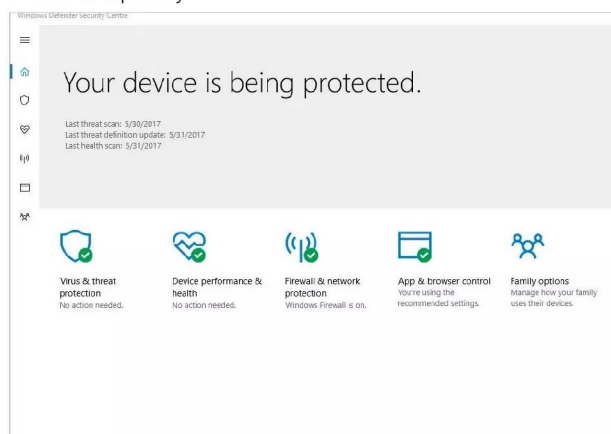 Windows Defender Security Centre
Your device is being protected.
Last threat scan: 5/30/2017
Last threat definition update: 5/31/2017
Last health scan: 5/31/2017
Virus & threat
protection
No action needed.
Device performance &
health
No action needed.
Firewall & network
protection
Windows Firewall is on.
App & browser control
You're using the
recommended settings.
Family options
Manage how your family
uses their devices.